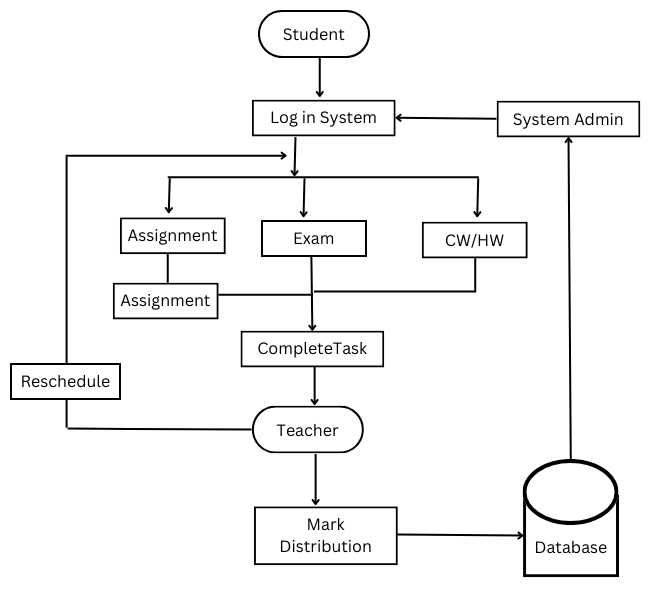 Student
Log in System
System Admin
Assignment
Exam
CW/HW
Assignment
CompleteTask
Reschedule
Teacher
Mark
Distribution
Database